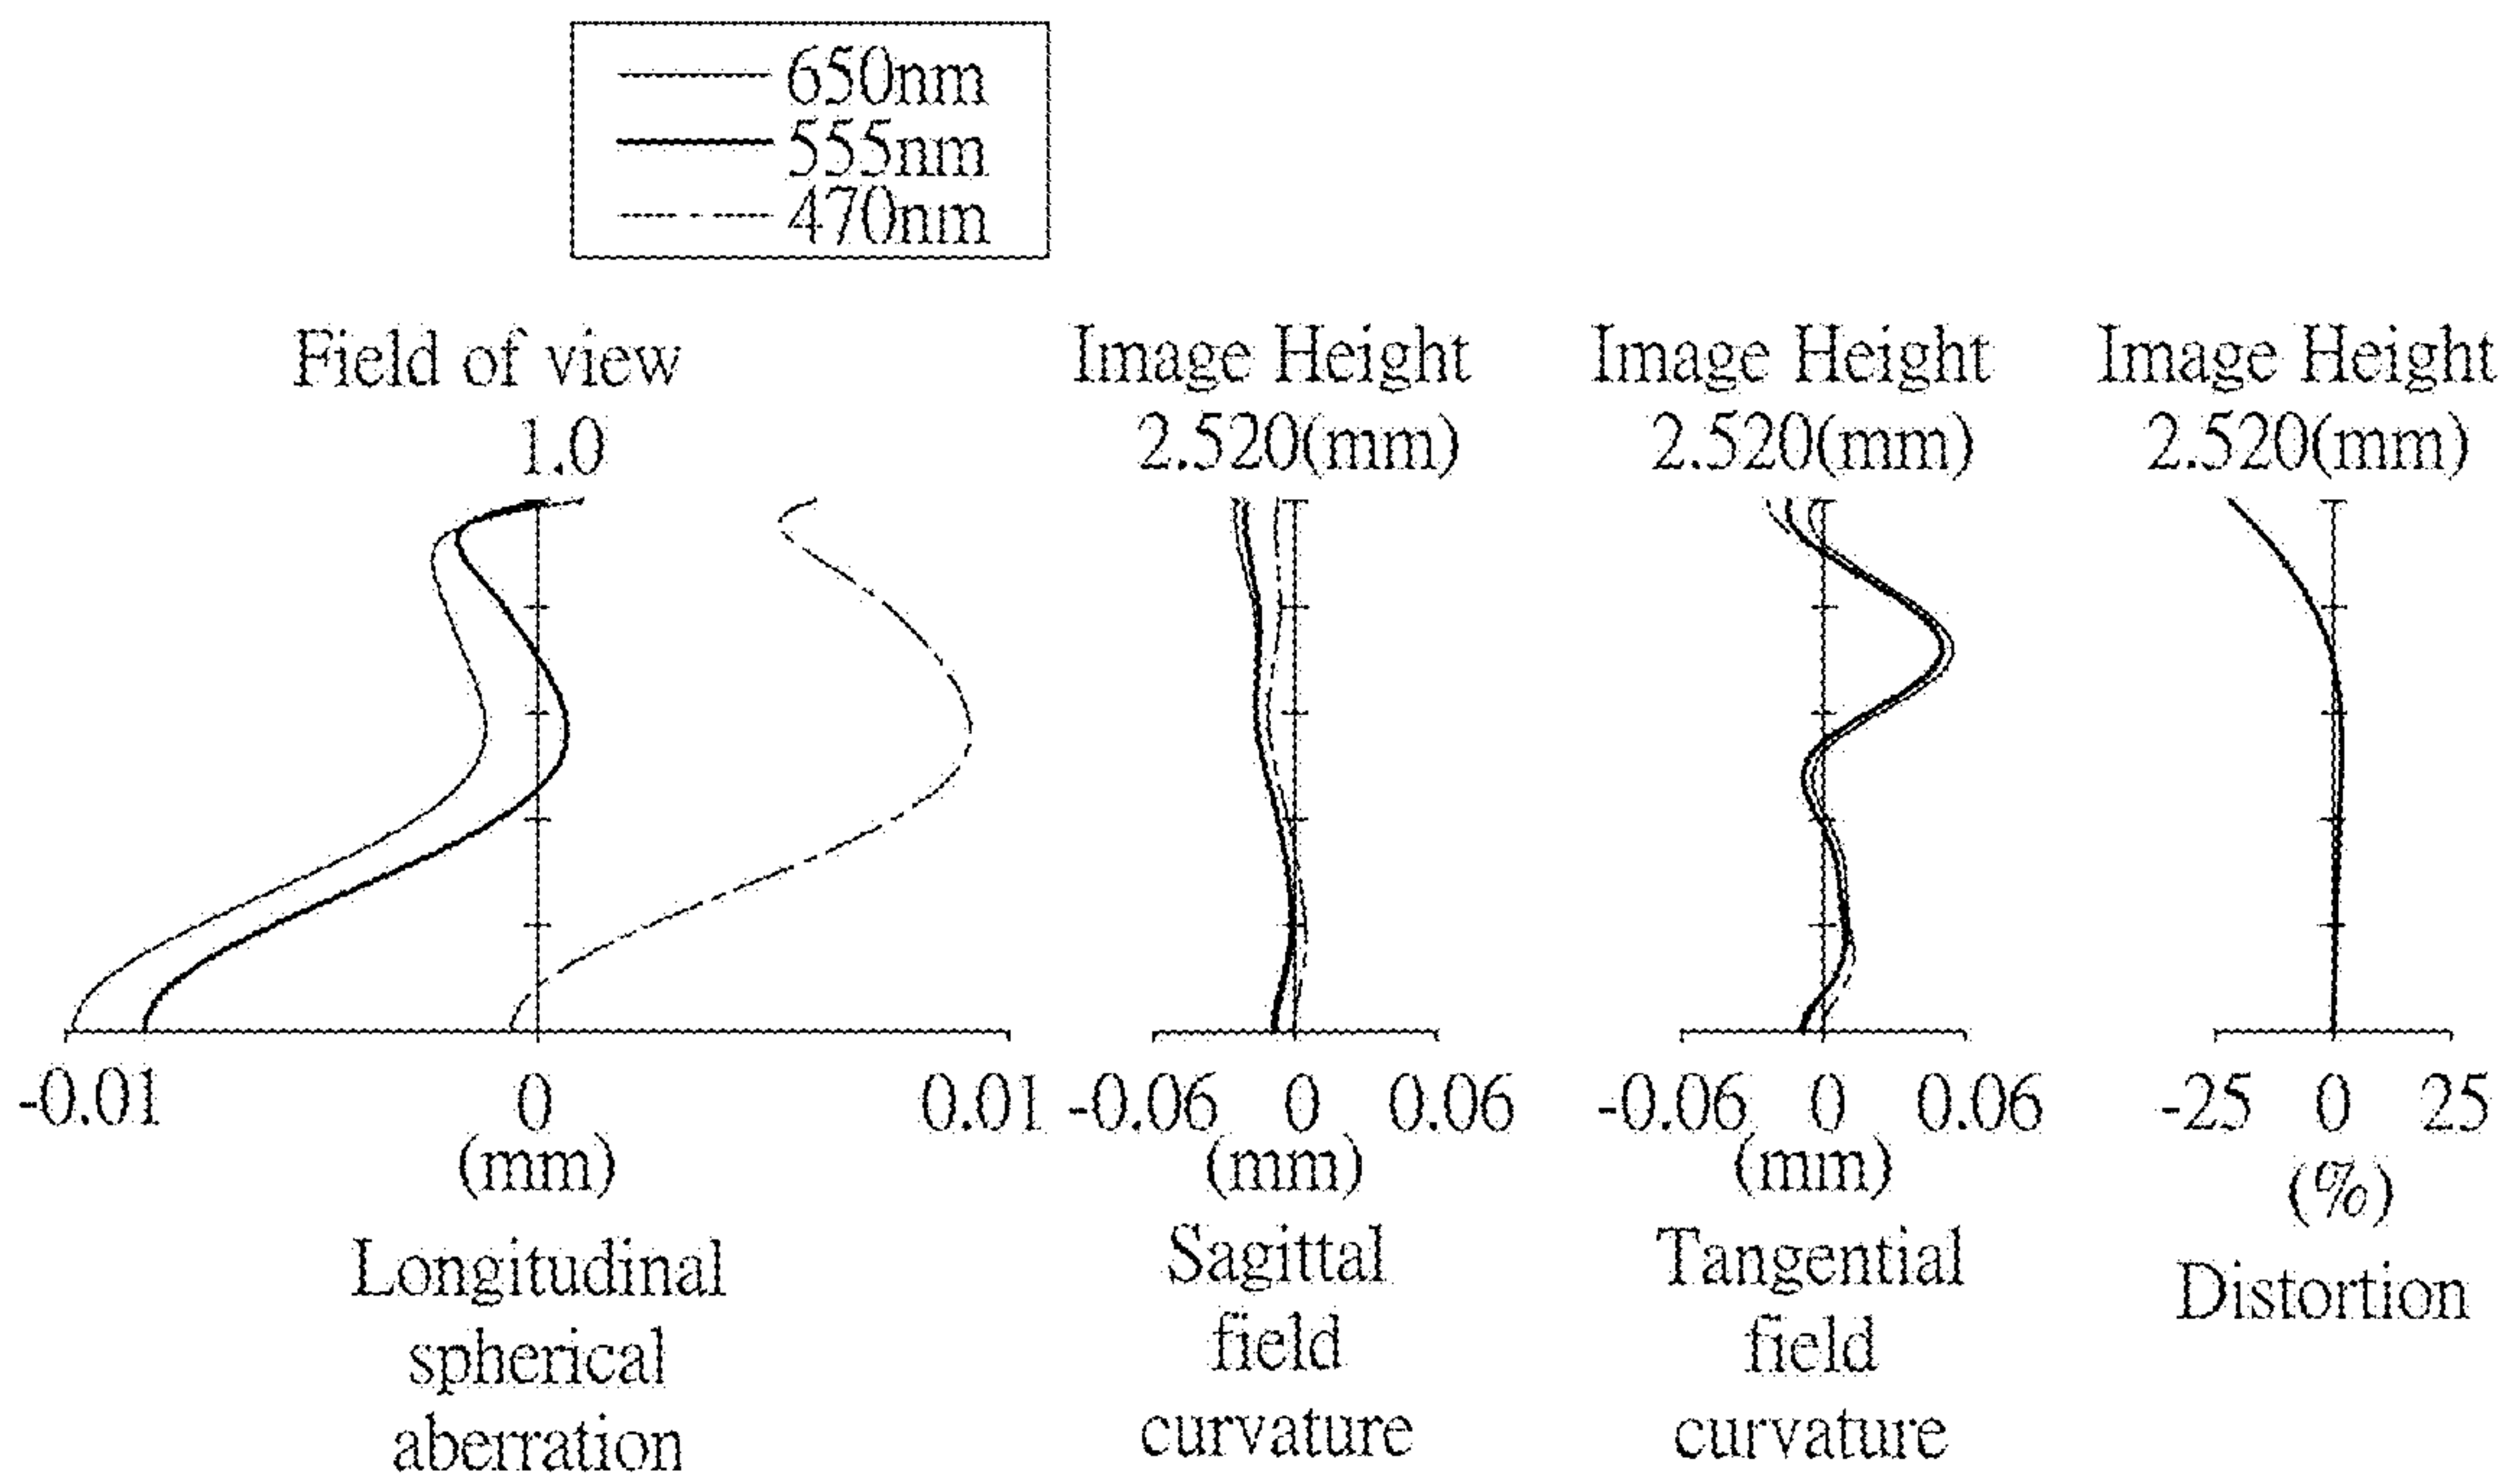 650nm
555nm
470nm
Field of view
1.0
Image Height
2.520(mm)
Image Height
2.520(mm)
Image Height
2.520(mm)
-0.01 0 0.01
(mm)
Longitudinal
spherical
aberration
-0.06 0 0.06
(mm)
Sagittal
field
curvature
-0.06 0 0.06
(mm)
Tangential
field
curvature
-25 0 25
(%)
Distortion